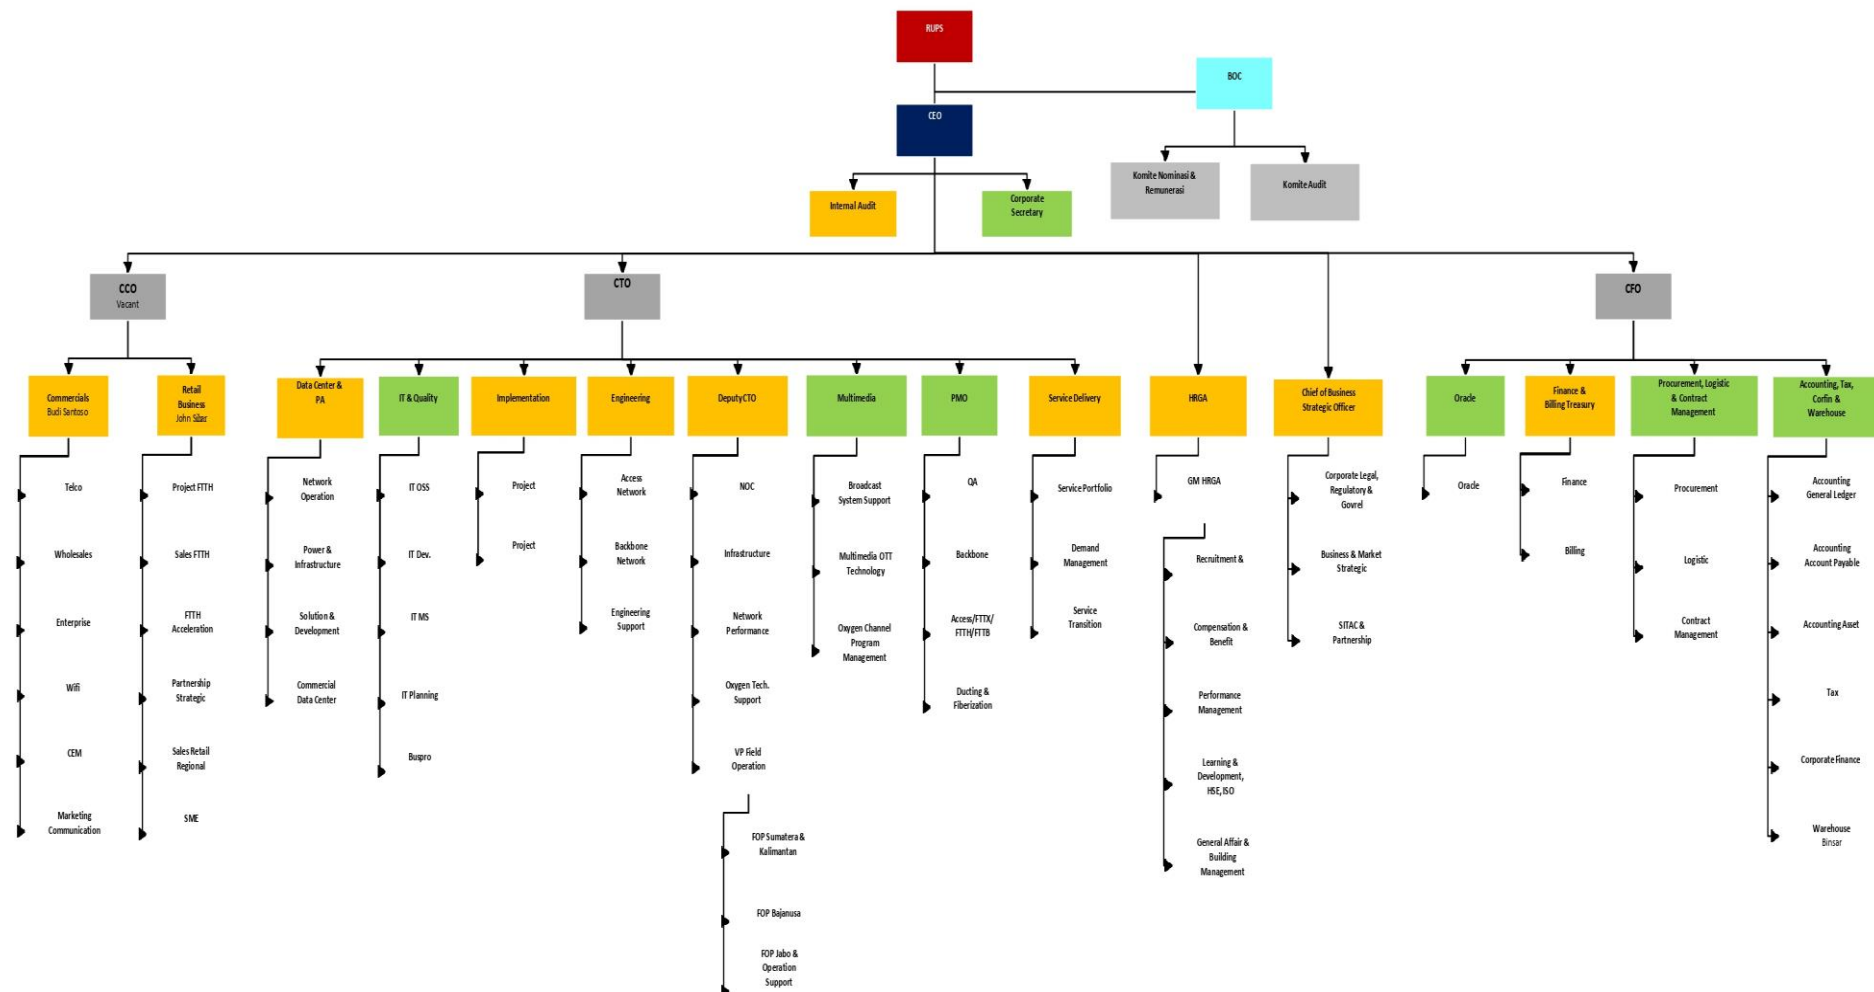 RUPS
BOC
CEO
Komite Nominasi &
Remunerasi
Komite Audit
Internal Audit
Corporate
Secretary
CCO
Vacant
CTO
CFO
Commercials
Budi Santoso
Retail
Business
John Sitzar
Data Center &
PA
IT & Quality
Implementation
Engineering
Deputy CTO
Multimedia
PMO
Service Delivery
HRGA
Chief of Business
Strategic Officer
Oracle
Finance &
Billing Treasury
Procurement, Logistic
& Contract
Management
Accounting, Tax,
Corfin &
Warehouse
Telco
Wholesales
Enterprise
Wifi
CEM
Marketing
Communication
Project FTTH
Sales FTTH
FTTH
Acceleration
Partnership
Strategic
Sales Retail
Regional
SME
Network
Operation
Power &
Infrastructure
Solution &
Development
Commercial
Data Center
IT OSS
IT Dev.
IT MS
IT Planning
Buspro
Project
Project
Access
Network
Backbone
Network
Engineering
Support
NOC
Infrastructure
Network
Performance
Oxygen Tech.
Support
VP Field
Operation
FOP Sumatera &
Kalimantan
FOP Bajanusa
FOP Jabo &
Operation
Support
Broadcast
System Support
Multimedia OTT
Technology
Oxygen Channel
Program
Management
QA
Backbone
Access/FTTX/
FTTH/FTTB
Ducting &
Fiberization
Service Portfolio
Demand
Management
Service
Transition
GM HRGA
Recruitment &
Compensation &
Benefit
Performance
Management
Learning &
Development,
HSE, ISO
General Affair &
Building
Management
Corporate Legal,
Regulatory &
Govrel
Business & Market
Strategic
SITAC &
Partnership
Oracle
Finance
Billing
Procurement
Logistic
Contract
Management
Accounting
General Ledger
Accounting
Account Payable
Accounting Asset
Tax
Corporate Finance
Warehouse
Binsar